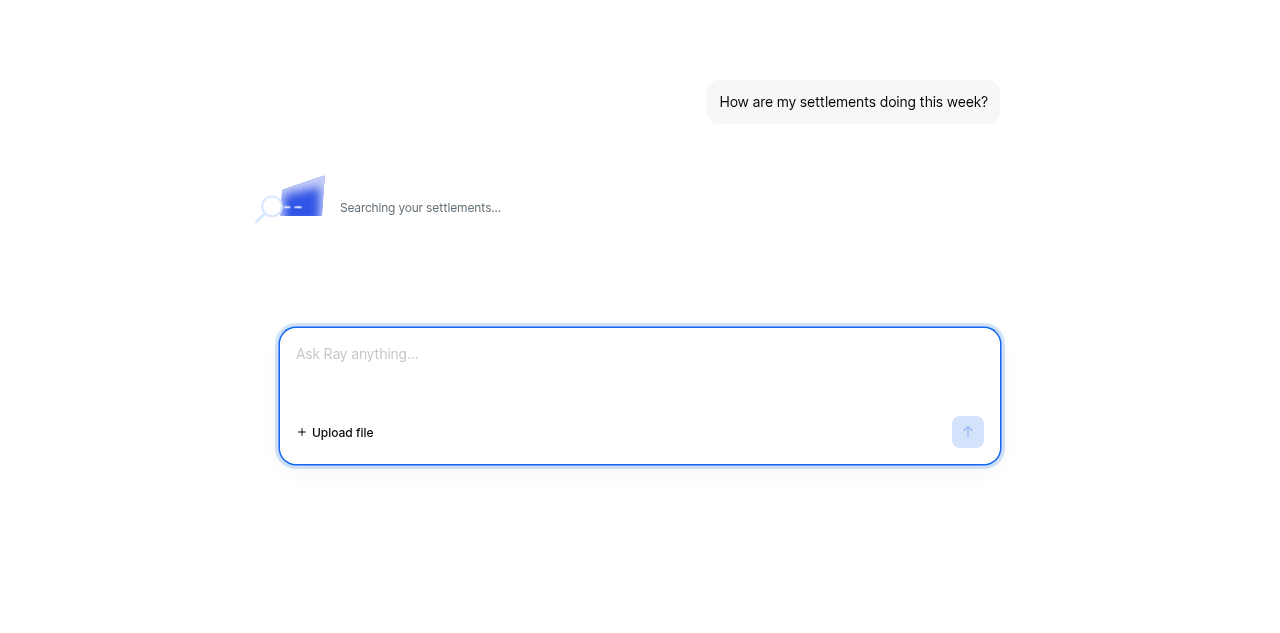 How are my settlements doing this week?
Searching your settlements...
Ask Ray anything...
+ Upload file